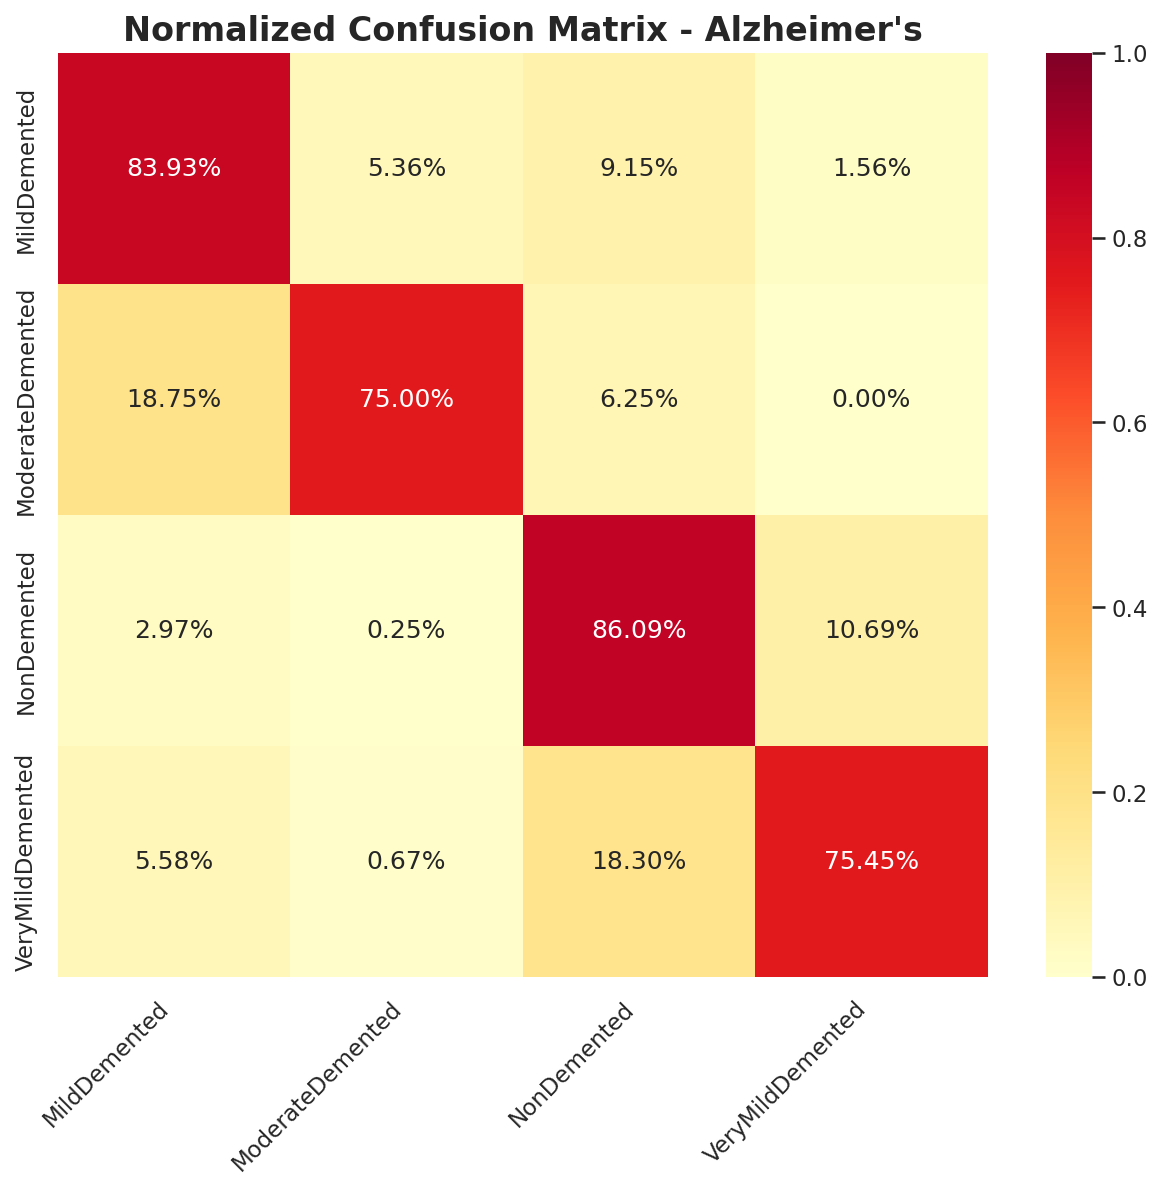 Normalized Confusion Matrix - Alzheimer's
MildDemented
83.93% 5.36% 9.15% 1.56%
ModerateDemented
18.75% 75.00% 6.25% 0.00%
NonDemented
2.97% 0.25% 86.09% 10.69%
VeryMildDemented
5.58% 0.67% 18.30% 75.45%
MildDemented
ModerateDemented
NonDemented
VeryMildDemented
1.0
0.8
0.6
0.4
0.2
0.0